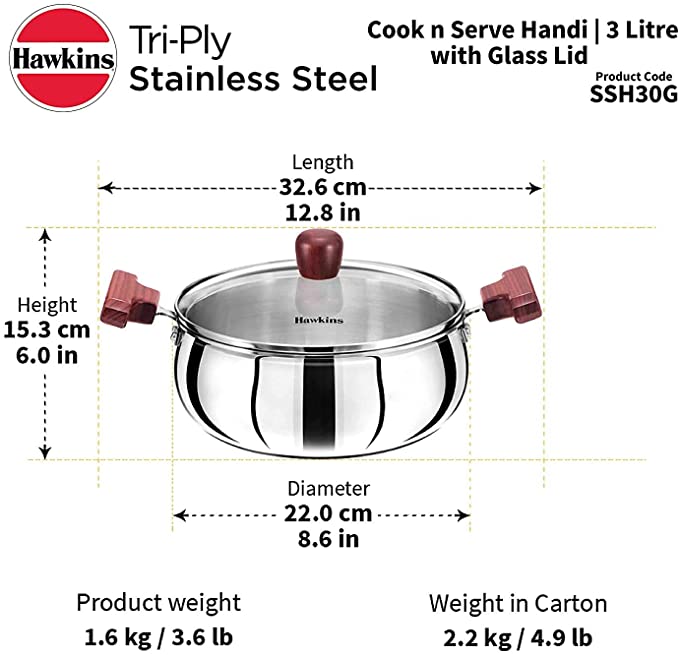 Hawkins
Tri-Ply
Stainless Steel
Cook n Serve Handi | 3 Litre
with Glass Lid
Product Code
SSH30G
Length
32.6 cm
12.8 in
Height
15.3 cm
6.0 in
Hawkins
Diameter
22.0 cm
8.6 in
Product weight
1.6 kg / 3.6 lb
Weight in Carton
2.2 kg / 4.9 lb